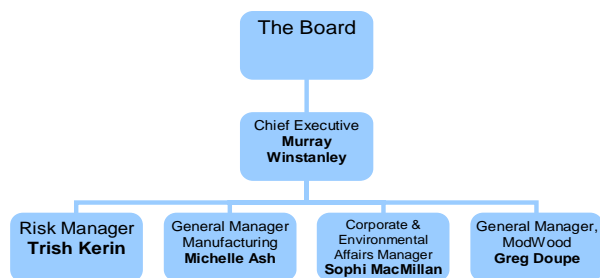 The Board
Chief Executive
Murray
Winstanley
Risk Manager
Trish Kerin
General Manager
Manufacturing
Michelle Ash
Corporate &
Environmental
Affairs Manager
Sophi MacMillan
General Manager,
ModWood
Greg Doupe